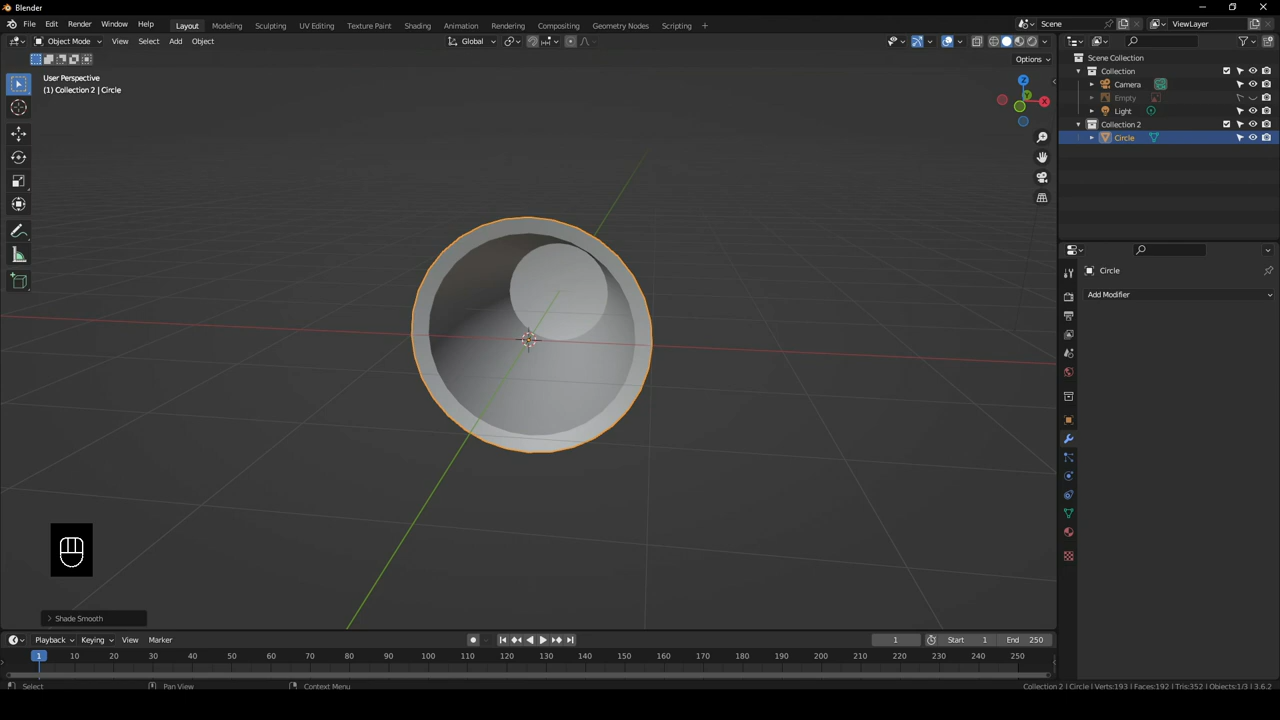 Blender
File Edit Render Window Help Layout Modeling Sculpting UV Editing Texture Paint Shading Animation Rendering Compositing Geometry Nodes Scripting + Scene ViewLayer
Object Mode View Select Add Object Global
Options
User Perspective
(1) Collection 2 | Circle
Z
Y
X
Scene Collection
Collection
Camera
Empty
Light
Collection 2
Circle
Circle
Add Modifier
Shade Smooth
Playback Keying View Marker 1 Start 1 End 250
1 10 20 30 40 50 60 70 80 90 100 110 120 130 140 150 160 170 180 190 200 210 220 230 240 250
Select Pan View Context Menu Collection 2 | Circle | Verts:193 | Faces:192 | Tris:352 | Objects:1/3 | 3.6.2